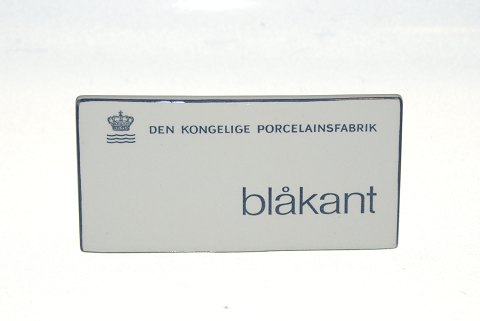 DEN KONGELIGE PORCELAINSFABRIK
blåkant